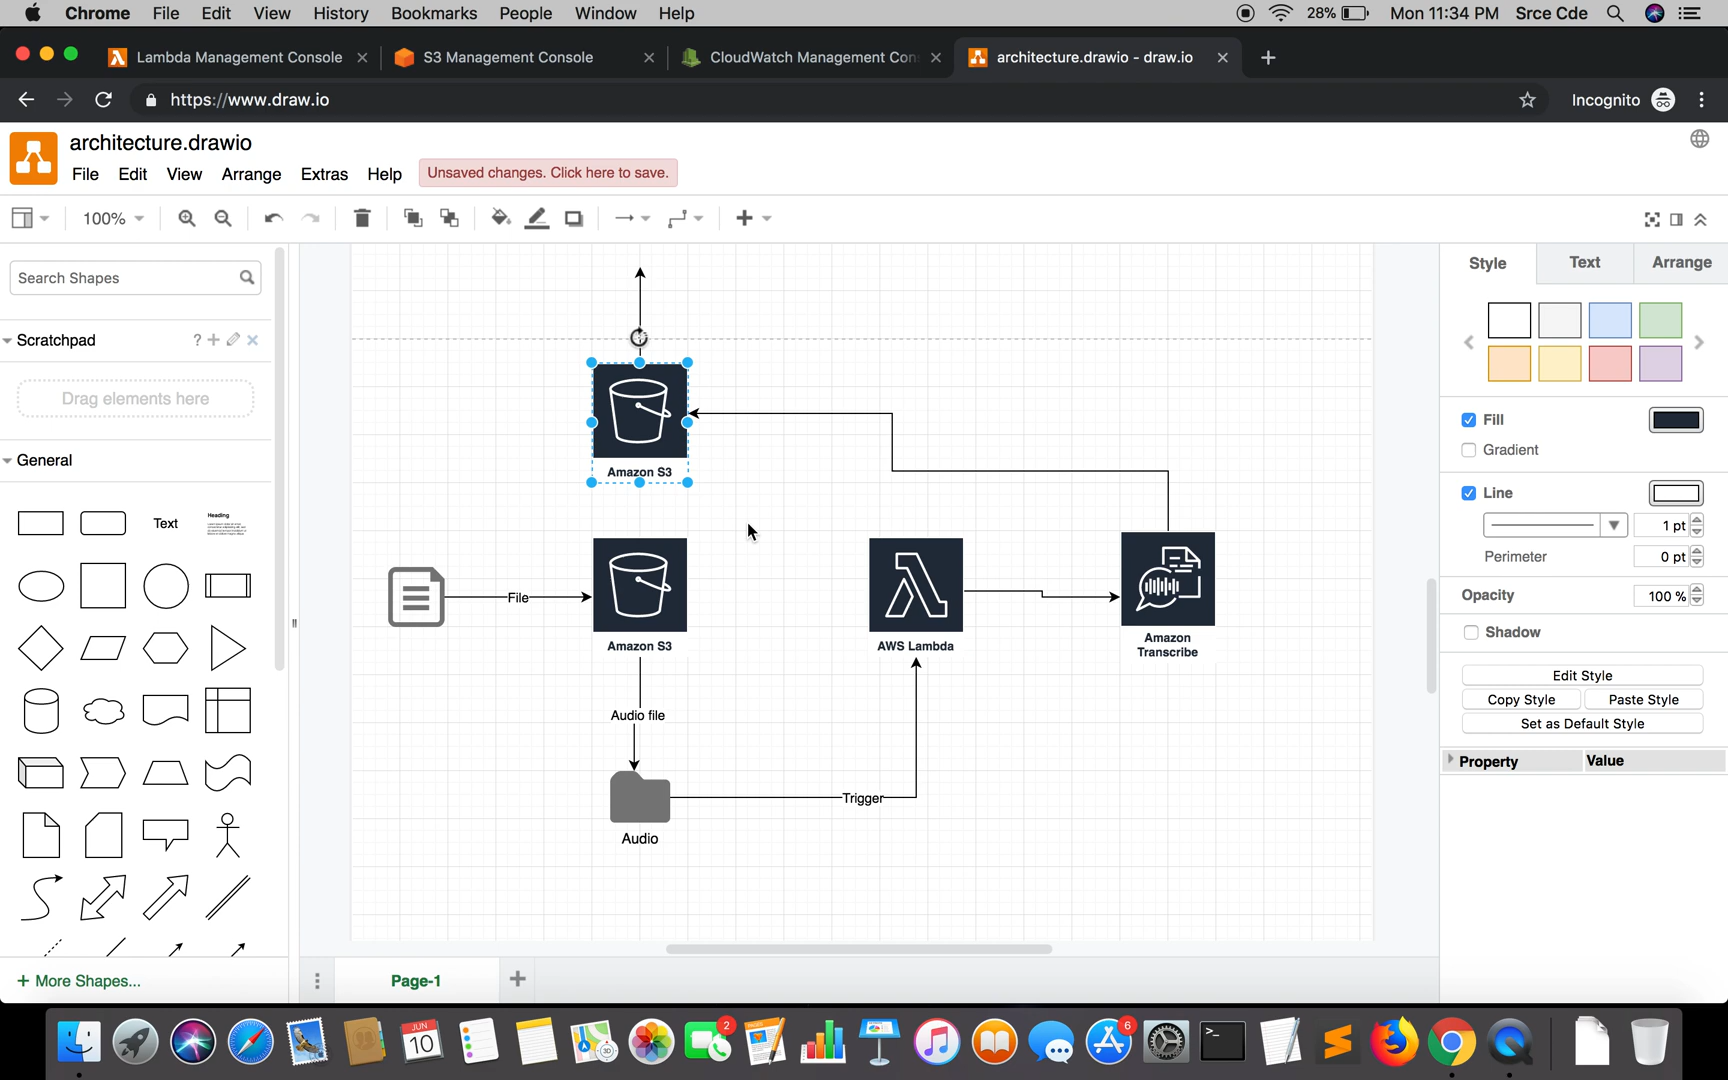 Chrome File Edit View History Bookmarks People Window Help 28% Mon 11:34 PM Srce Cde
Lambda Management Console S3 Management Console CloudWatch Management Con architecture.drawio - draw.io
https://www.draw.io Incognito
architecture.drawio
File Edit View Arrange Extras Help Unsaved changes. Click here to save.
100%
Search Shapes
Scratchpad ?
Drag elements here
General
Text
Heading
More Shapes...
Amazon S3
File
Amazon S3
AWS Lambda
Amazon
Transcribe
Audio file
Trigger
Audio
Page-1
Style Text Arrange
Fill
Gradient
Line
1 pt
Perimeter 0 pt
Opacity 100 %
Shadow
Edit Style
Copy Style Paste Style
Set as Default Style
Property Value
JUN
10
2
PAGES
3D
6